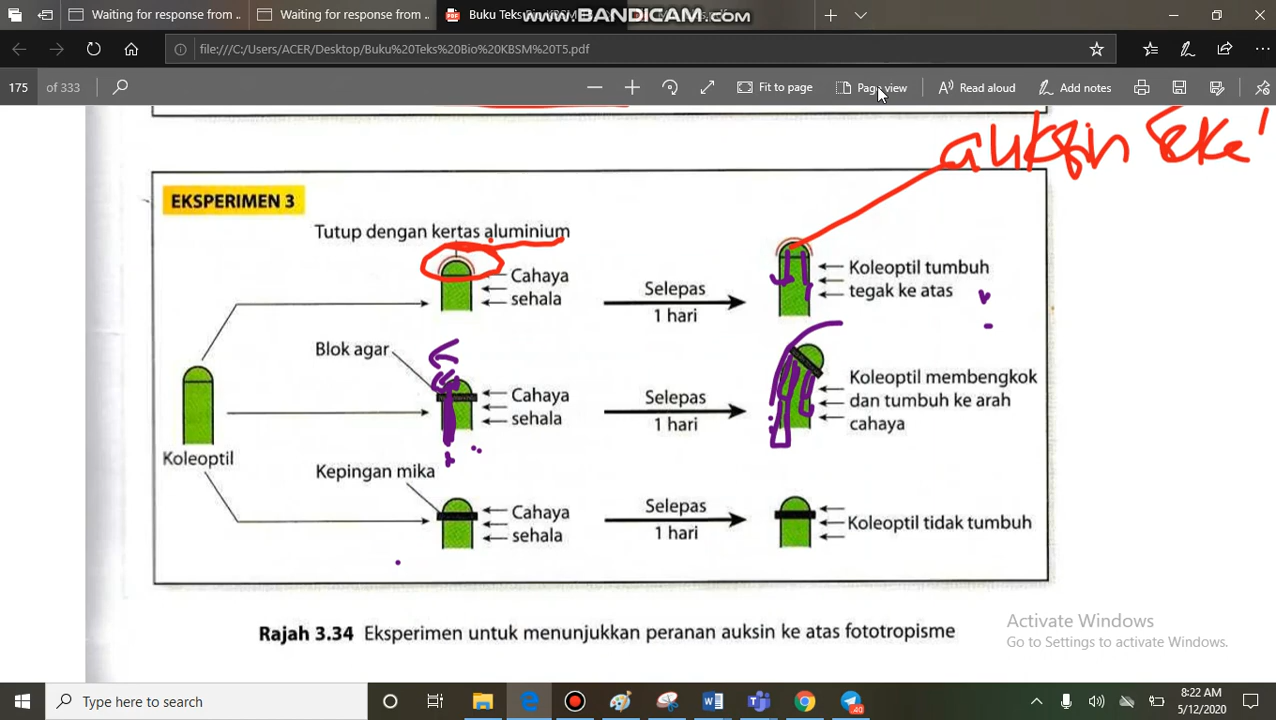 Waiting for response from ..
Waiting for response from ..
Buku Teks
www.BANDICAM.com
file:///C:/Users/ACER/Desktop/Buku%20Teks%20Bio%20KBSM%20T5.pdf
175 of 333
Fit to page
Page view
Read aloud
Add notes
auksin
EKSPERIMEN 3
Tutup dengan kertas aluminium
Cahaya
sehala
Selepas
1 hari
Koleoptil tumbuh
tegak ke atas
Blok agar
Cahaya
sehala
Selepas
1 hari
Koleoptil membengkok
dan tumbuh ke arah
cahaya
Koleoptil
Kepingan mika
Cahaya
sehala
Selepas
1 hari
Koleoptil tidak tumbuh
Rajah 3.34 Eksperimen untuk menunjukkan peranan auksin ke atas fototropisme
Activate Windows
Go to Settings to activate Windows.
Type here to search
40
8:22 AM
5/12/2020